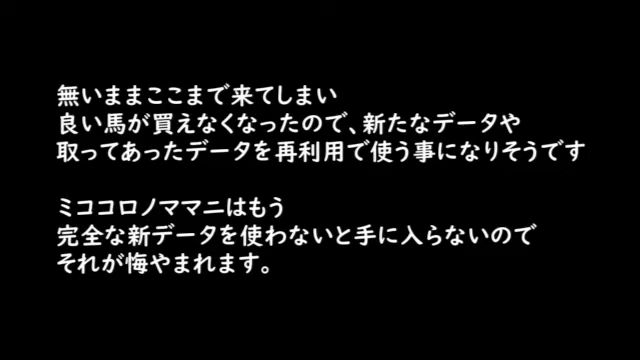 無いままここまで来てしまい
良い馬が買えなくなったので、新たなデータや
取ってあったデータを再利用で使う事になりそうです
ミココロノママニはもう
完全な新データを使わないと手に入らないので
それが悔やまれます。